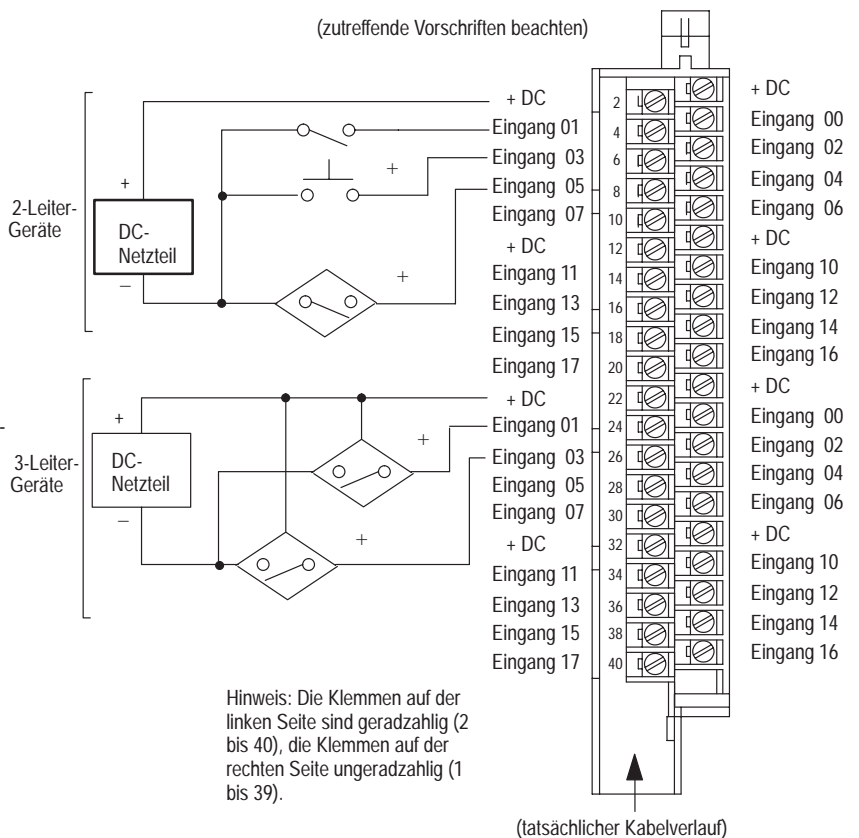 (zutreffende Vorschriften beachten)
2-Leiter-
Geräte
+
DC-
Netzteil
–
+
+
+ DC
Eingang 01
Eingang 03
Eingang 05
Eingang 07
+ DC
Eingang 11
Eingang 13
Eingang 15
Eingang 17
3-Leiter-
Geräte
+
DC-
Netzteil
–
+
+
+ DC
Eingang 01
Eingang 03
Eingang 05
Eingang 07
+ DC
Eingang 11
Eingang 13
Eingang 15
Eingang 17
2
4
6
8
10
12
14
16
18
20
22
24
26
28
30
32
34
36
38
40
+ DC
Eingang 00
Eingang 02
Eingang 04
Eingang 06
+ DC
Eingang 10
Eingang 12
Eingang 14
Eingang 16
+ DC
Eingang 00
Eingang 02
Eingang 04
Eingang 06
+ DC
Eingang 10
Eingang 12
Eingang 14
Eingang 16
Hinweis: Die Klemmen auf der
linken Seite sind geradzahlig (2
bis 40), die Klemmen auf der
rechten Seite ungeradzahlig (1
bis 39).
(tatsächlicher Kabelverlauf)